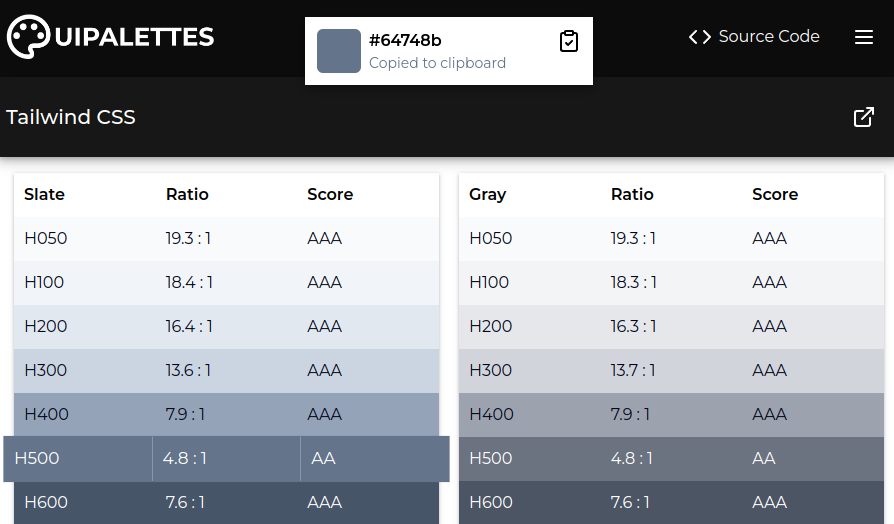 UIPALETTES
#64748b
Copied to clipboard
Source Code
Tailwind CSS
Slate Ratio Score
H050 19.3 : 1 AAA
H100 18.4 : 1 AAA
H200 16.4 : 1 AAA
H300 13.6 : 1 AAA
H400 7.9 : 1 AAA
H500 4.8 : 1 AA
H600 7.6 : 1 AAA
Gray Ratio Score
H050 19.3 : 1 AAA
H100 18.3 : 1 AAA
H200 16.3 : 1 AAA
H300 13.7 : 1 AAA
H400 7.9 : 1 AAA
H500 4.8 : 1 AA
H600 7.6 : 1 AAA